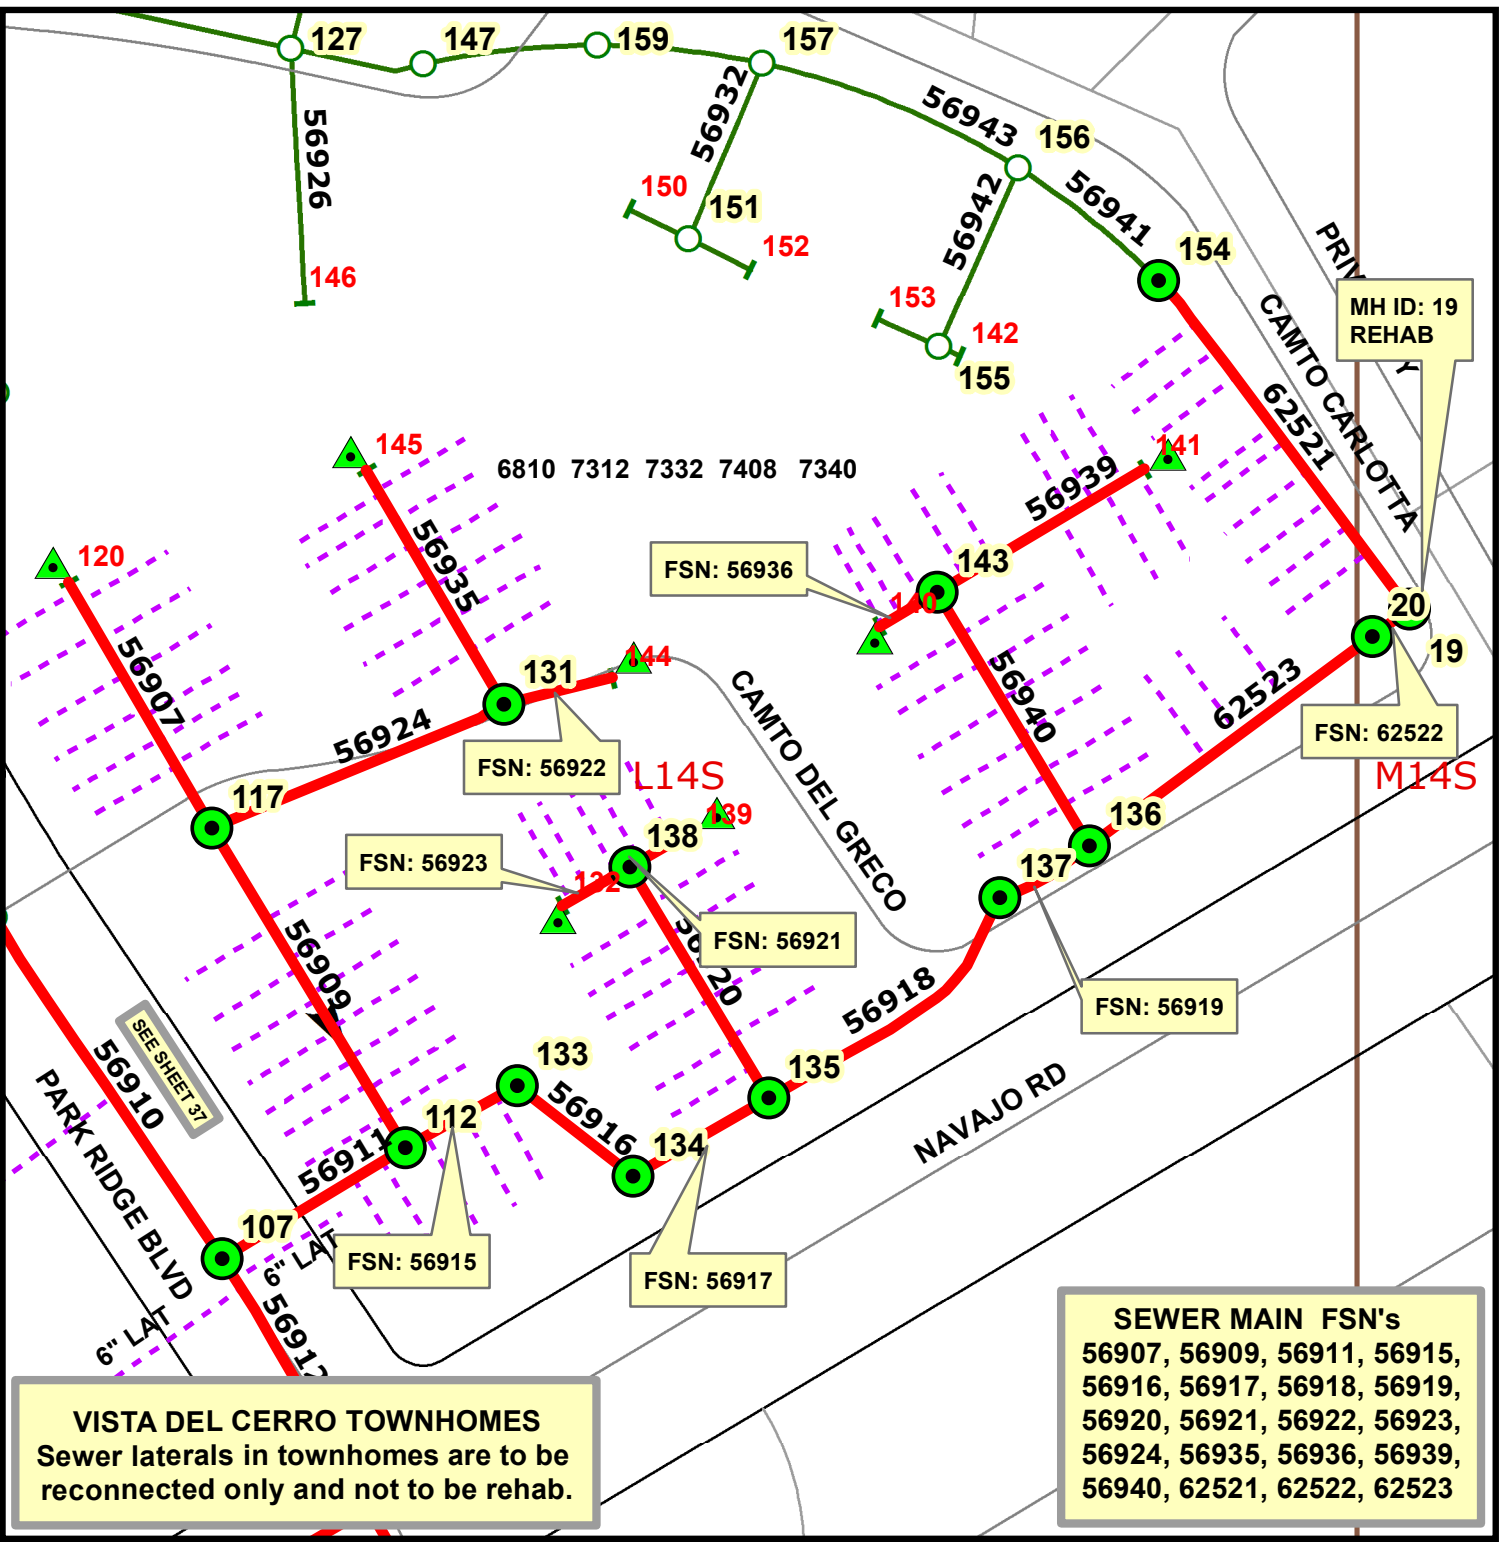 127
147
159
157
56926
56932
56943
156
150
151
152
56942
56941
154
146
153
142
155
CAMTO CARLOTTA
MH ID: 19
REHAB
62521
145
6810 7312 7332 7408 7340
141
56939
120
56935
FSN: 56936
143
140
20
19
56907
131
144
56940
62523
56924
CAMTO DEL GRECO
FSN: 62522
FSN: 56922
L14S
M14S
117
139
136
138
FSN: 56923
132
137
56909
FSN: 56921
56920
56918
FSN: 56919
SEE SHEET 37
133
135
56910
PARK RIDGE BLVD
112
56916
134
NAVAJO RD
56911
107
6" LAT
FSN: 56915
FSN: 56917
56912
6" LAT
SEWER MAIN FSN's
56907, 56909, 56911, 56915,
56916, 56917, 56918, 56919,
56920, 56921, 56922, 56923,
56924, 56935, 56936, 56939,
56940, 62521, 62522, 62523
VISTA DEL CERRO TOWNHOMES
Sewer laterals in townhomes are to be
reconnected only and not to be rehab.